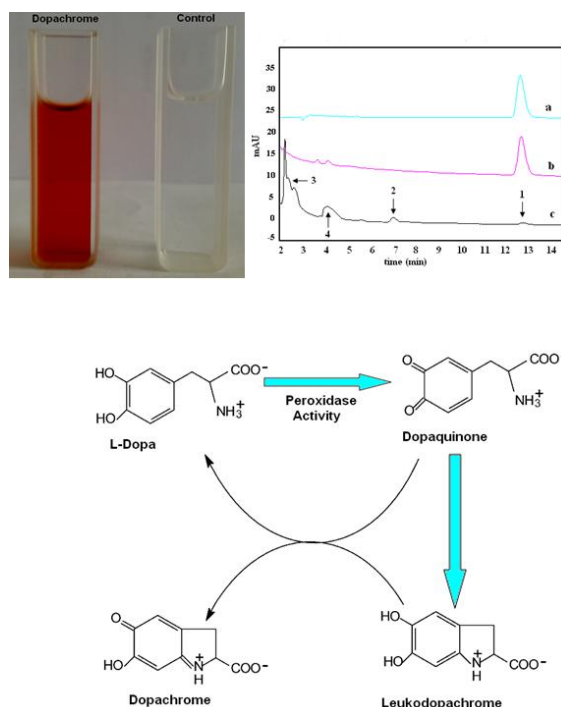 Dopachrome
Control
35
30
25
20
15
10
5
0
-5
mAU
a
b
c
3
4
2
1
2 3 4 5 6 7 8 9 10 11 12 13 14
time (min)
HO
HO
COO-
NH3+
L-Dopa
Peroxidase
Activity
O
O
COO-
NH3+
Dopaquinone
O
HO
N+
H
COO-
Dopachrome
HO
HO
N+
H
COO-
Leukodopachrome